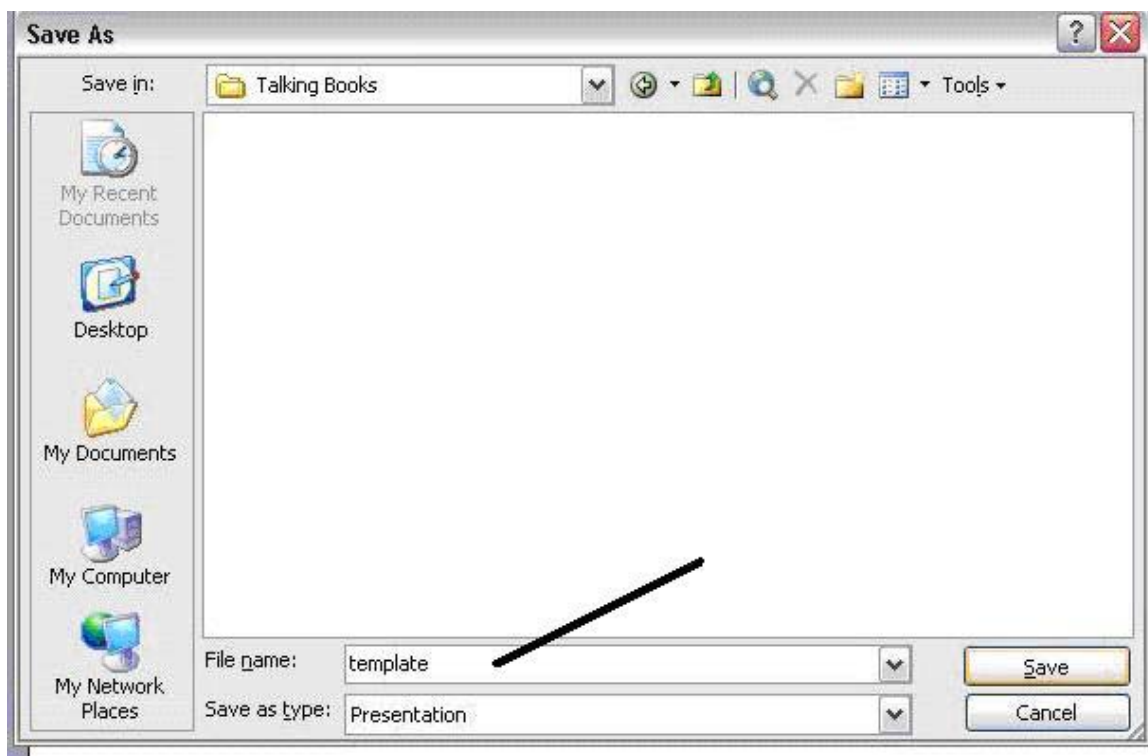 Save As
Save in: Talking Books Tools
My Recent
Documents
Desktop
My Documents
My Computer
My Network
Places
File name: template Save
Save as type: Presentation Cancel